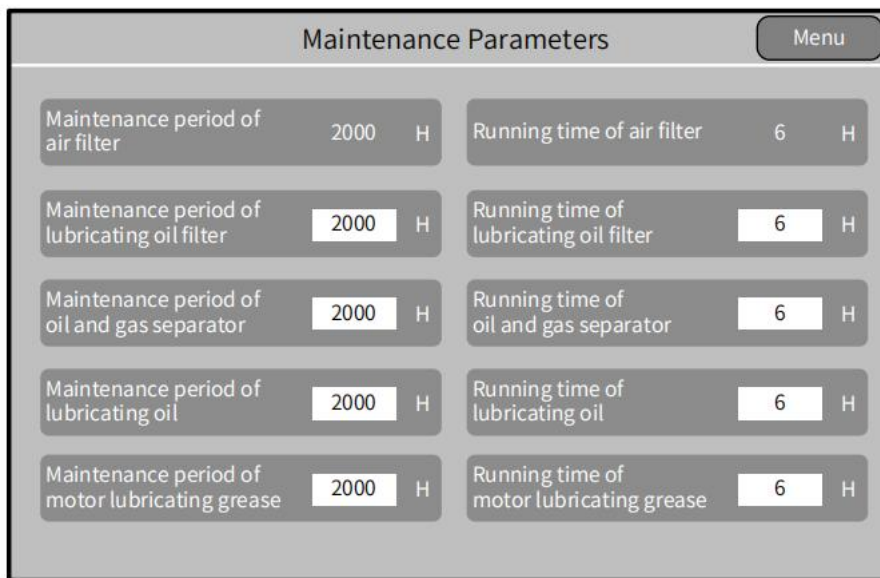 Maintenance Parameters
Menu
Maintenance period of
air filter
2000
H
Running time of air filter
6
H
Maintenance period of
lubricating oil filter
2000
H
Running time of
lubricating oil filter
6
H
Maintenance period of
oil and gas separator
2000
H
Running time of
oil and gas separator
6
H
Maintenance period of
lubricating oil
2000
H
Running time of
lubricating oil
6
H
Maintenance period of
motor lubricating grease
2000
H
Running time of
motor lubricating grease
6
H